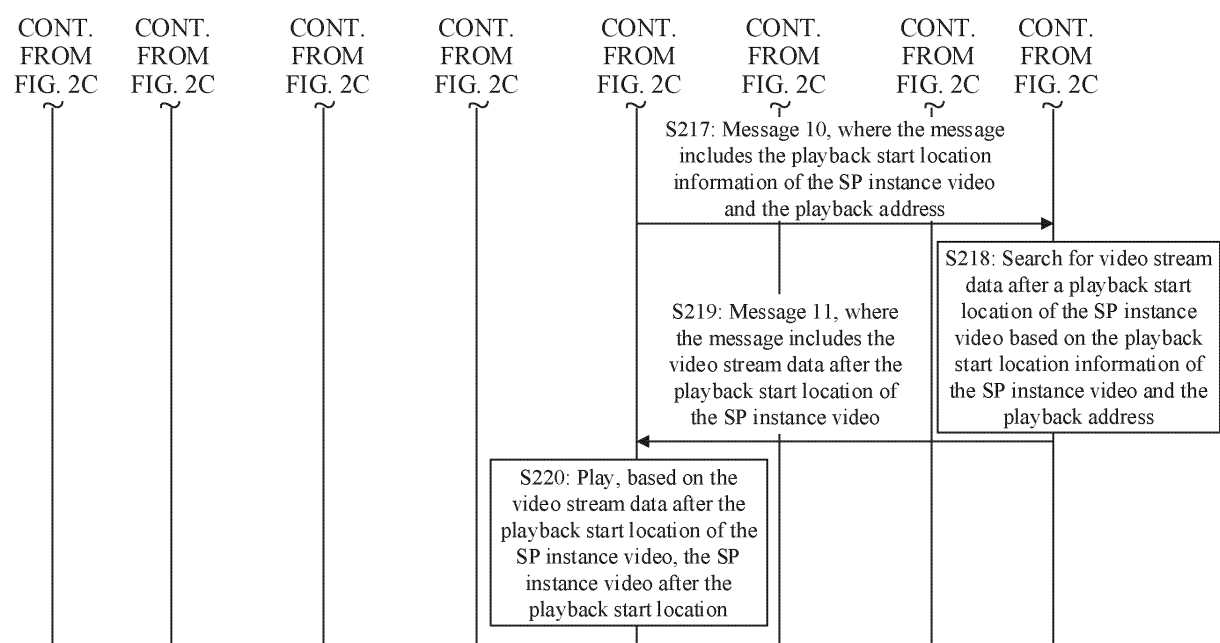 CONT.
FROM
FIG. 2C
CONT.
FROM
FIG. 2C
CONT.
FROM
FIG. 2C
CONT.
FROM
FIG. 2C
CONT.
FROM
FIG. 2C
CONT.
FROM
FIG. 2C
CONT.
FROM
FIG. 2C
CONT.
FROM
FIG. 2C
S217: Message 10, where the message
includes the playback start location
information of the SP instance video
and the playback address
S218: Search for video stream
data after a playback start
location of the SP instance
video based on the playback
start location information of
the SP instance video and the
playback address
S219: Message 11, where
the message includes the
video stream data after the
playback start location of
the SP instance video
S220: Play, based on the
video stream data after the
playback start location of the
SP instance video, the SP
instance video after the
playback start location